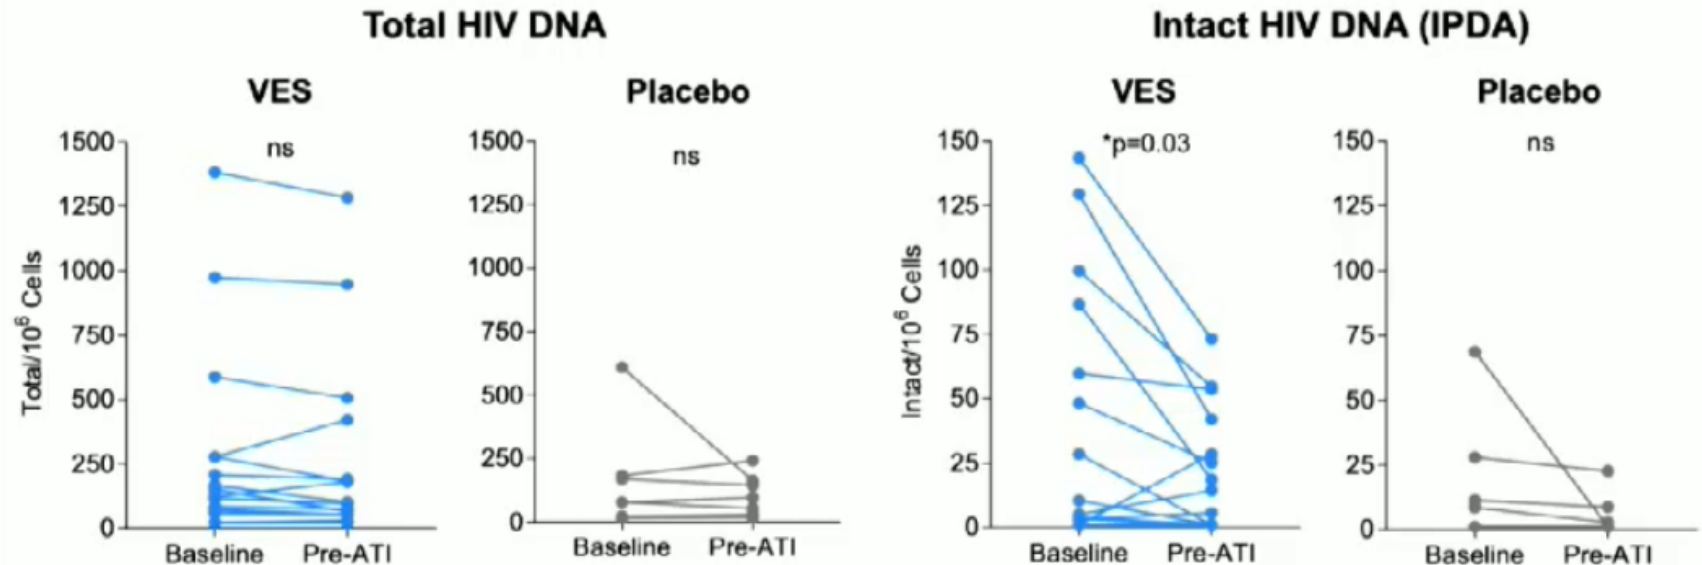 Total HIV DNA
Intact HIV DNA (IPDA)
VES
Placebo
VES
Placebo
ns
ns
*p=0.03
ns
Total/10⁶ Cells
1500
1250
1000
750
500
250
0
Baseline
Pre-ATI
1500
1250
1000
750
500
250
0
Baseline
Pre-ATI
Intact/10⁶ Cells
150
125
100
75
50
25
0
Baseline
Pre-ATI
150
125
100
75
50
25
0
Baseline
Pre-ATI